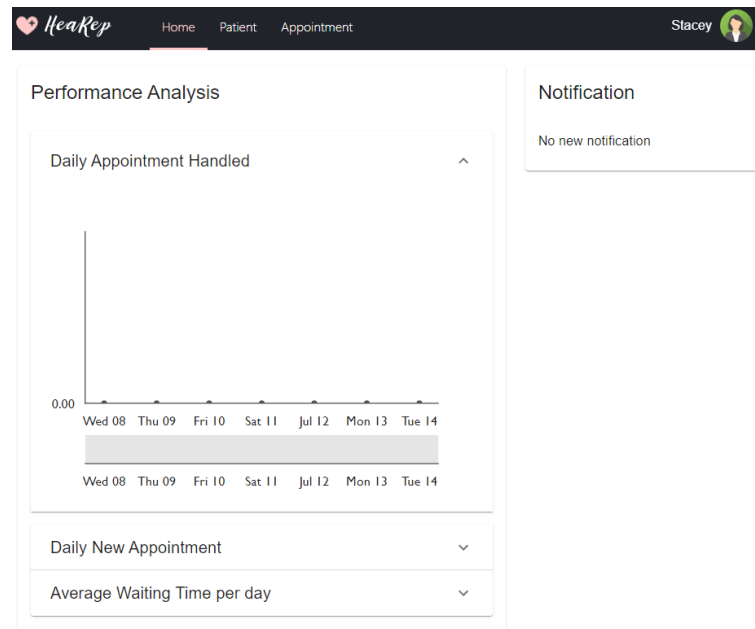 HeaRep Home Patient Appointment Stacey
Performance Analysis
Daily Appointment Handled
0.00
Wed 08 Thu 09 Fri 10 Sat 11 Jul 12 Mon 13 Tue 14
Wed 08 Thu 09 Fri 10 Sat 11 Jul 12 Mon 13 Tue 14
Daily New Appointment
Average Waiting Time per day
Notification
No new notification